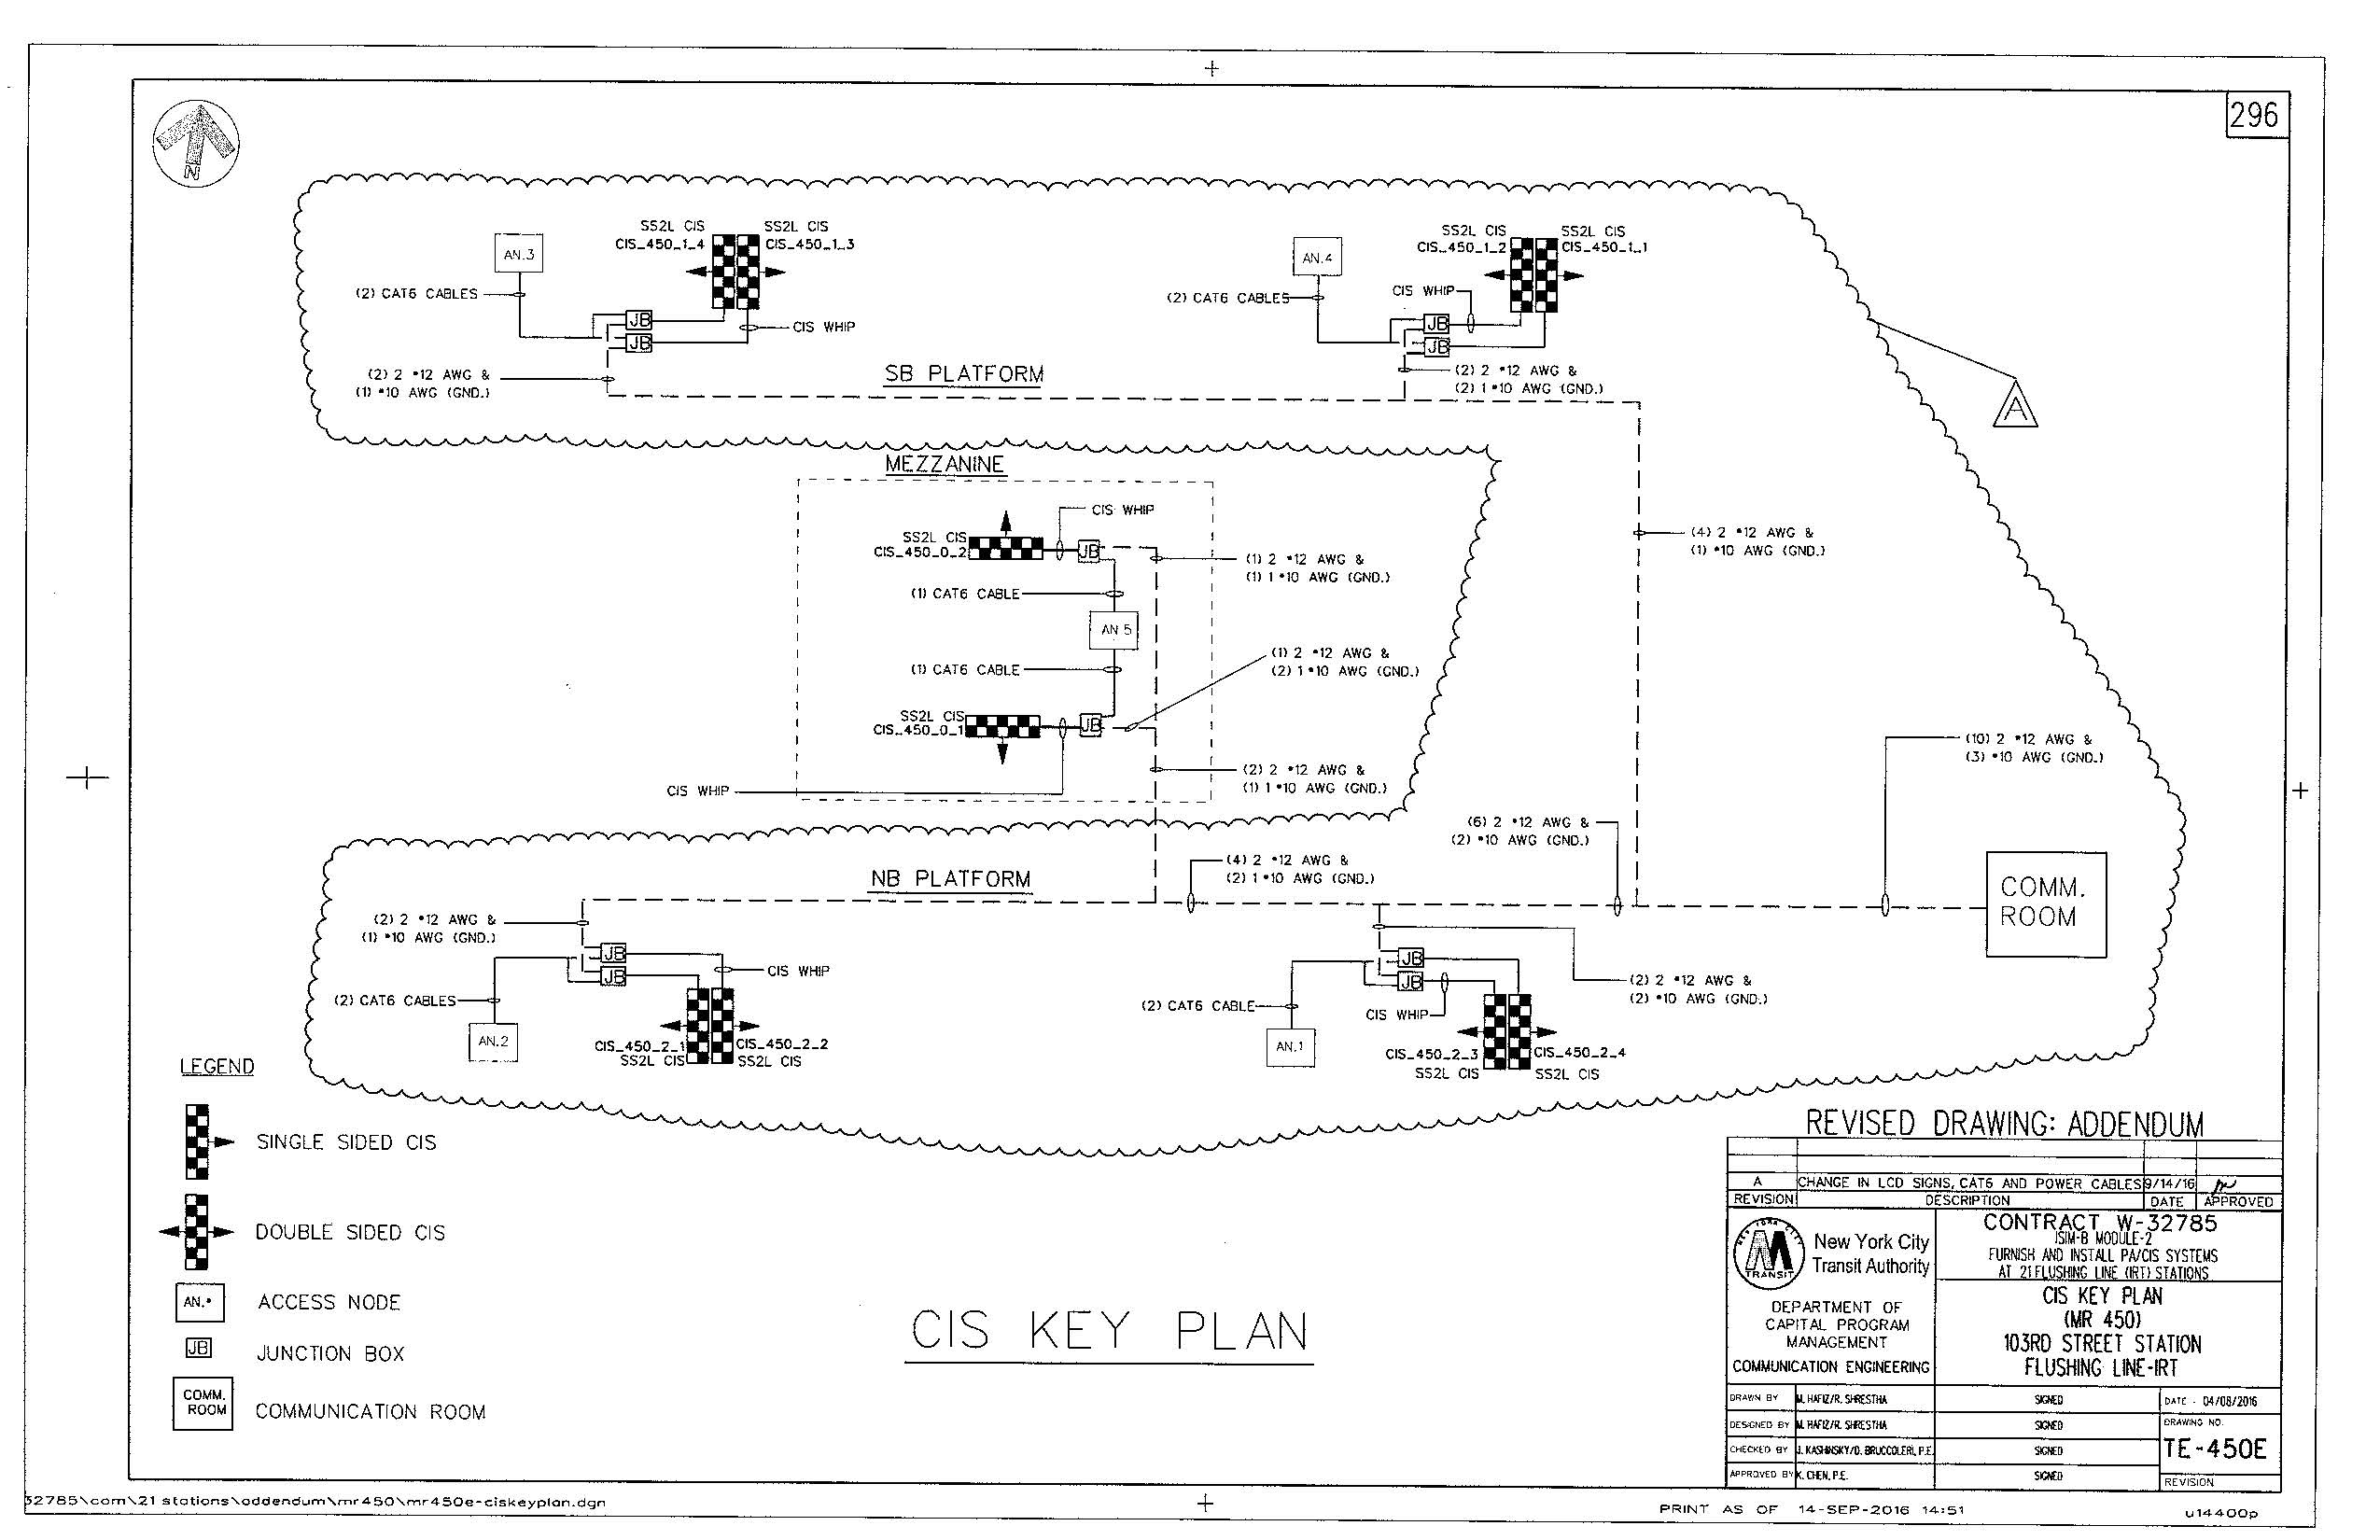 296
N
SS2L CIS
CIS_450_1_4
SS2L CIS
CIS_450_1_3
AN.3
(2) CAT6 CABLES
JB
JB
CIS WHIP
(2) 2 #12 AWG &
(1) #10 AWG (GND.)
SB PLATFORM
SS2L CIS
CIS_450_1_2
SS2L CIS
CIS_450_1_1
AN.4
(2) CAT6 CABLES
CIS WHIP
JB
JB
(2) 2 #12 AWG &
(2) 1 #10 AWG (GND.)
A
MEZZANINE
CIS WHIP
SS2L CIS
CIS_450_0_2
JB
(1) 2 #12 AWG &
(1) 1 #10 AWG (GND.)
(1) CAT6 CABLE
AN 5
(1) CAT6 CABLE
(1) 2 #12 AWG &
(2) 1 #10 AWG (GND.)
SS2L CIS
CIS_450_0_1
JB
(2) 2 #12 AWG &
(1) 1 #10 AWG (GND.)
CIS WHIP
(4) 2 #12 AWG &
(1) #10 AWG (GND.)
(10) 2 #12 AWG &
(3) #10 AWG (GND.)
(6) 2 #12 AWG &
(2) #10 AWG (GND.)
(4) 2 #12 AWG &
(2) 1 #10 AWG (GND.)
COMM.
ROOM
NB PLATFORM
(2) 2 #12 AWG &
(1) #10 AWG (GND.)
JB
JB
CIS WHIP
(2) CAT6 CABLES
AN.2
CIS_450_2_1
SS2L CIS
CIS_450_2_2
SS2L CIS
JB
JB
(2) 2 #12 AWG &
(2) #10 AWG (GND.)
(2) CAT6 CABLE
CIS WHIP
AN.1
CIS_450_2_3
SS2L CIS
CIS_450_2_4
SS2L CIS
LEGEND
SINGLE SIDED CIS
DOUBLE SIDED CIS
AN.*
ACCESS NODE
JB
JUNCTION BOX
COMM.
ROOM
COMMUNICATION ROOM
CIS KEY PLAN
REVISED DRAWING: ADDENDUM
A CHANGE IN LCD SIGNS, CAT6 AND POWER CABLES 9/14/16
REVISION DESCRIPTION DATE APPROVED
NEW YORK CITY
TRANSIT
New York City
Transit Authority
DEPARTMENT OF
CAPITAL PROGRAM
MANAGEMENT
COMMUNICATION ENGINEERING
CONTRACT W-32785
ISIM-B MODULE-2
FURNISH AND INSTALL PA/CIS SYSTEMS
AT 21 FLUSHING LINE (IRT) STATIONS
CIS KEY PLAN
(MR 450)
103RD STREET STATION
FLUSHING LINE-IRT
DRAWN BY M. HAFIZ/R. SHRESTHA SIGNED
DESIGNED BY M. HAFIZ/R. SHRESTHA SIGNED
CHECKED BY J. KASHINSKY/D. BRUCCOLERI, P.E. SIGNED
APPROVED BY K. CHEN, P.E. SIGNED
DATE - 04/08/2016
DRAWING NO.
TE-450E
REVISION
32785\com\21 stations\addendum\mr450\mr450e-ciskeyplan.dgn
PRINT AS OF 14-SEP-2016 14:51
u14400p